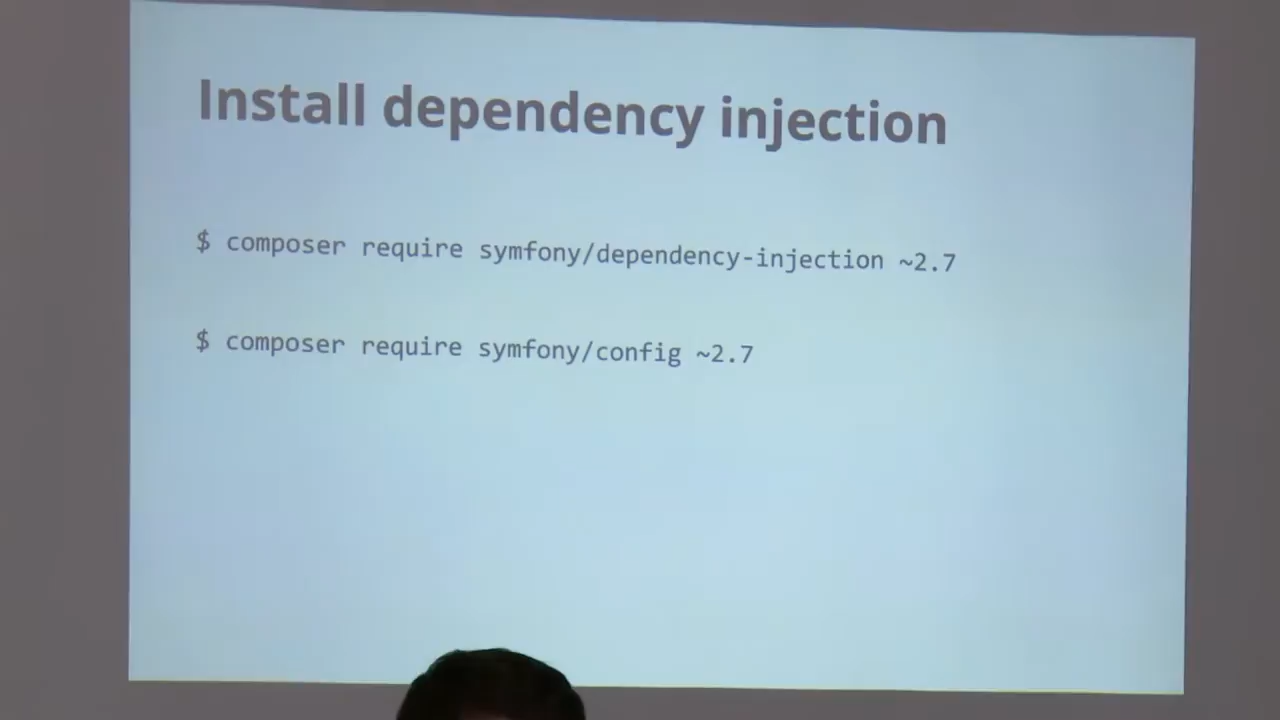 Install dependency injection
$ composer require symfony/dependency-injection ~2.7
$ composer require symfony/config ~2.7